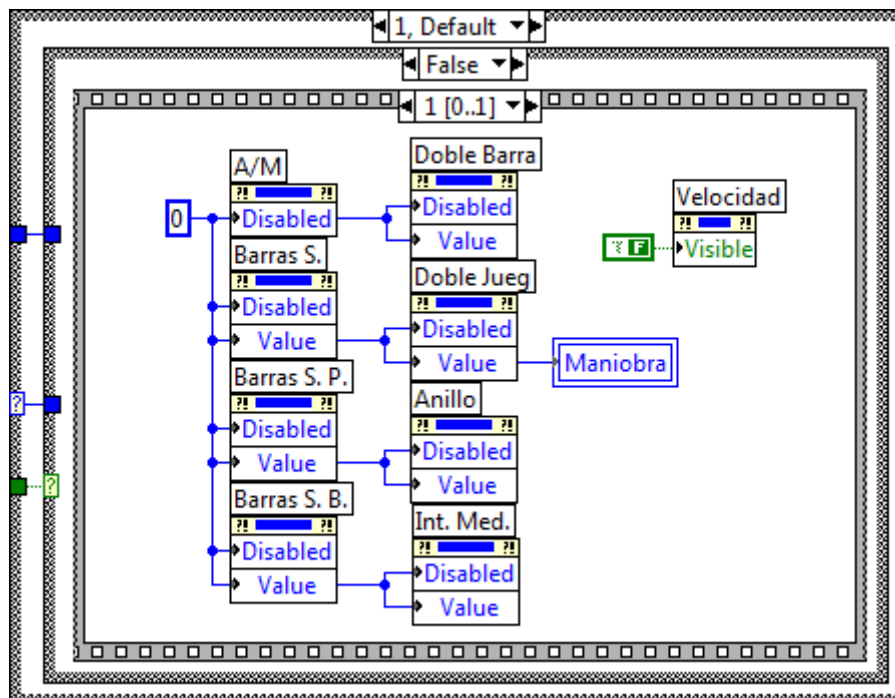 1, Default
False
1 [0..1]
A/M
Disabled
0
Barras S.
Disabled
Value
Barras S. P.
Disabled
Value
Barras S. B.
Disabled
Value
Doble Barra
Disabled
Value
Doble Jueg
Disabled
Value
Anillo
Disabled
Value
Int. Med.
Disabled
Value
Maniobra
Velocidad
Visible
F
?
?